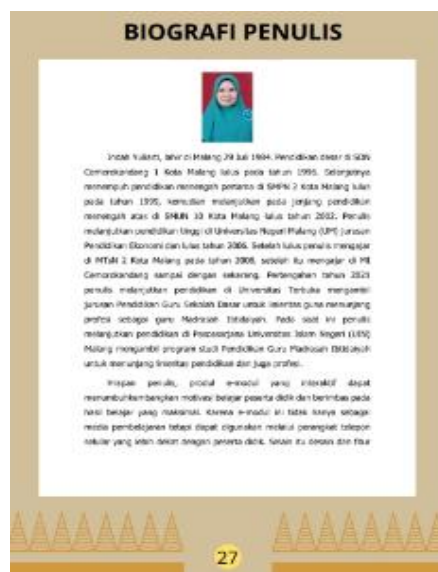 BIOGRAFI PENULIS
Indah Yuliani, lahir di Malang 29 Juli 1984. Pendidikan dasar di SDN
Cemorokandang 1 Kota Malang lulus pada tahun 1996. Selanjutnya
menempuh pendidikan menengah pertama di SMPN 2 Kota Malang lulus
pada tahun 1999, kemudian melanjutkan pada jenjang pendidikan
menengah atas di SMUN 10 Kota Malang lulus tahun 2002. Penulis
melanjutkan pendidikan tinggi di Universitas Negeri Malang (UM) jurusan
Pendidikan Ekonomi dan lulus tahun 2006. Setelah lulus penulis mengajar
di MTsN 2 Kota Malang pada tahun 2008, setelah itu mengajar di MI
Cemorokandang sampai dengan sekarang. Pertengahan tahun 2021
penulis melanjutkan pendidikan di Universitas Terbuka mengambil
jurusan Pendidikan Guru Sekolah Dasar untuk linieritas guna menunjang
profesi sebagai guru Madrasah Ibtidaiyah. Pada saat ini penulis
melanjutkan pendidikan di Pascasarjana Universitas Islam Negeri (UIN)
Malang mengambil program studi Pendidikan Guru Madrasah Ibtidaiyah
untuk menunjang linieritas pendidikan dan juga profesi.
Harapan penulis, produk e-modul yang interaktif dapat
menumbuhkembangkan motivasi belajar peserta didik dan berimbas pada
hasil belajar yang maksimal. Karena e-modul ini tidak hanya sebagai
media pembelajaran tetapi dapat digunakan melalui perangkat telepon
selular yang lebih dekat dengan peserta didik. Selain itu desain dan fitur
27